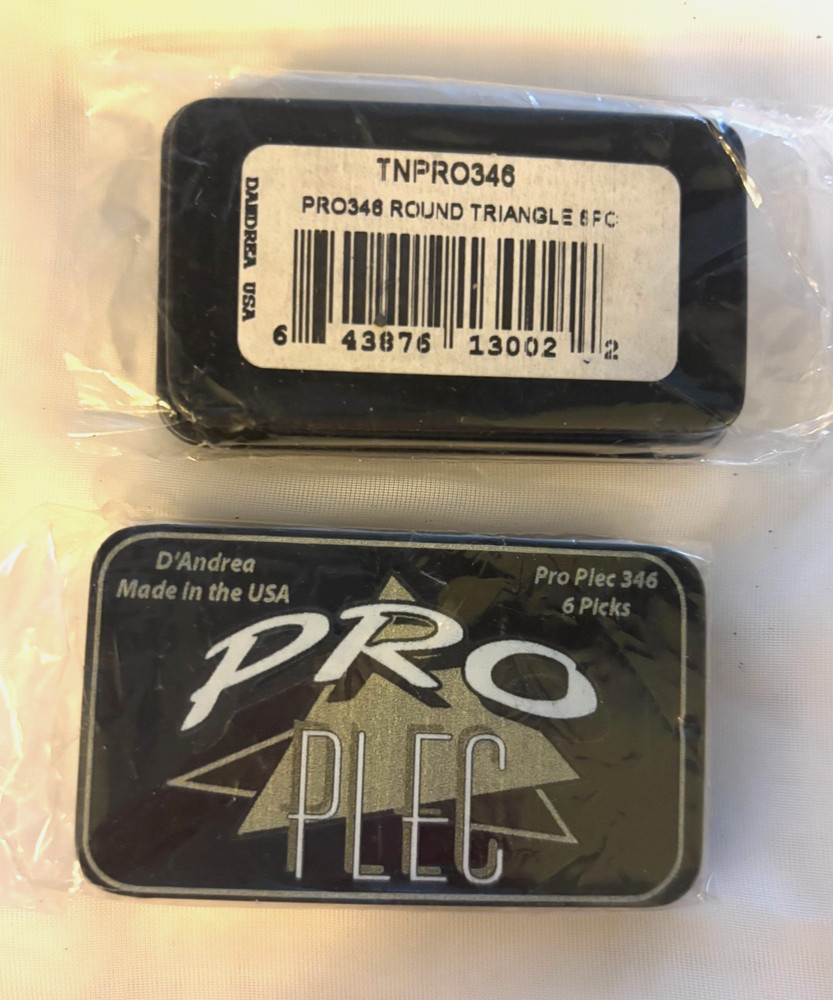 TNPRO346
PRO346 ROUND TRIANGLE 6PC
DANDREA USA
6 43876 13002 2
D'Andrea
Made in the USA
Pro Plec 346
6 Picks
PRO
PLEC